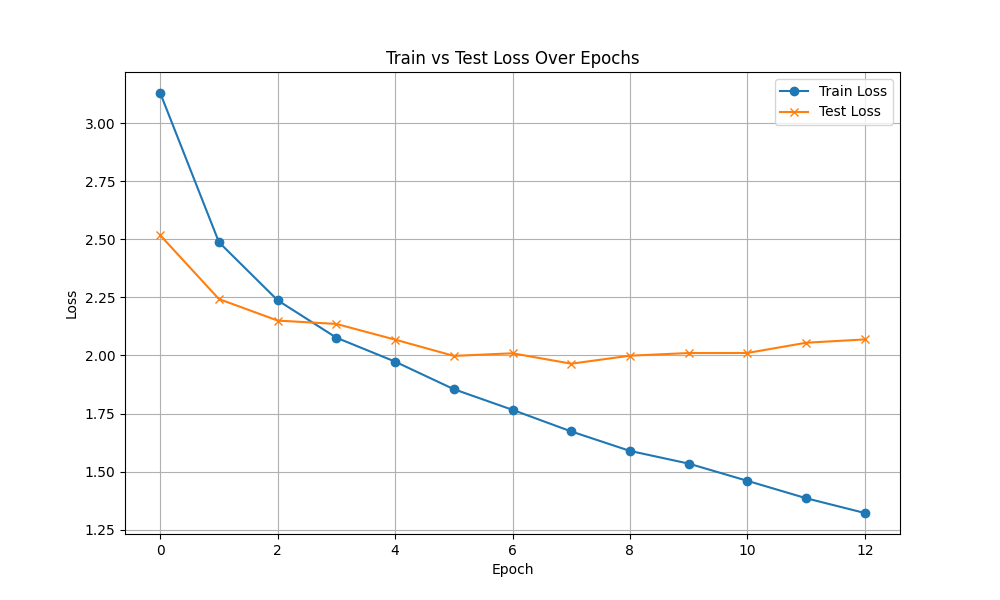 Train vs Test Loss Over Epochs
Train Loss
Test Loss
3.00
2.75
2.50
2.25
2.00
1.75
1.50
1.25
Loss
0 2 4 6 8 10 12
Epoch